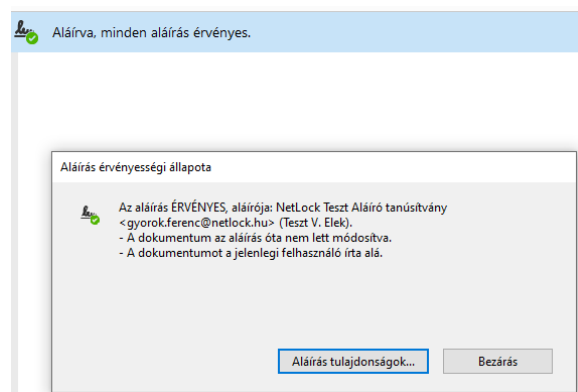 Aláírva, minden aláírás érvényes.
Aláírás érvényességi állapota
Az aláírás ÉRVÉNYES, aláírója: NetLock Teszt Aláíró tanúsítvány
<gyorok.ferenc@netlock.hu> (Teszt V. Elek).
- A dokumentum az aláírás óta nem lett módosítva.
- A dokumentumot a jelenlegi felhasználó írta alá.
Aláírás tulajdonságok... Bezárás